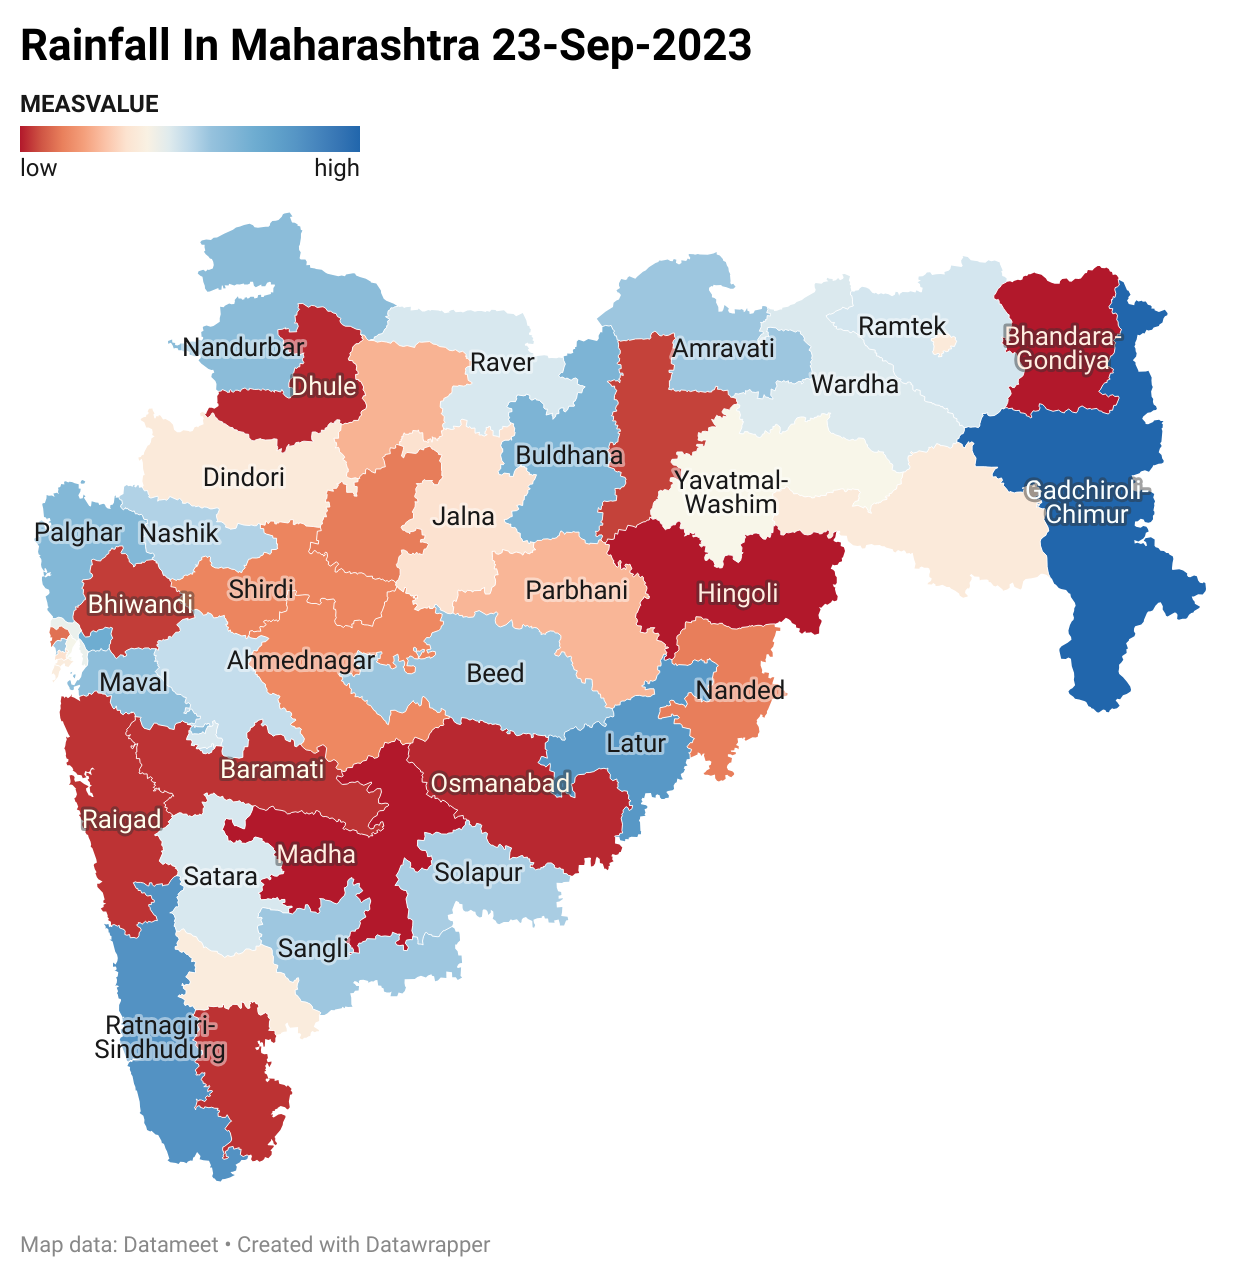 Rainfall In Maharashtra 23-Sep-2023
MEASVALUE
low high
Ramtek
Nandurbar
Amravati
Bhandara-
Gondiya
Raver
Dhule
Wardha
Buldhana
Dindori
Yavatmal-
Washim
Gadchiroli-
Chimur
Jalna
Palghar
Nashik
Shirdi
Parbhani
Hingoli
Bhiwandi
Ahmednagar
Beed
Maval
Nanded
Latur
Baramati
Osmanabad
Raigad
Madha
Satara
Solapur
Sangli
Ratnagiri-
Sindhudurg
Map data: Datameet • Created with Datawrapper